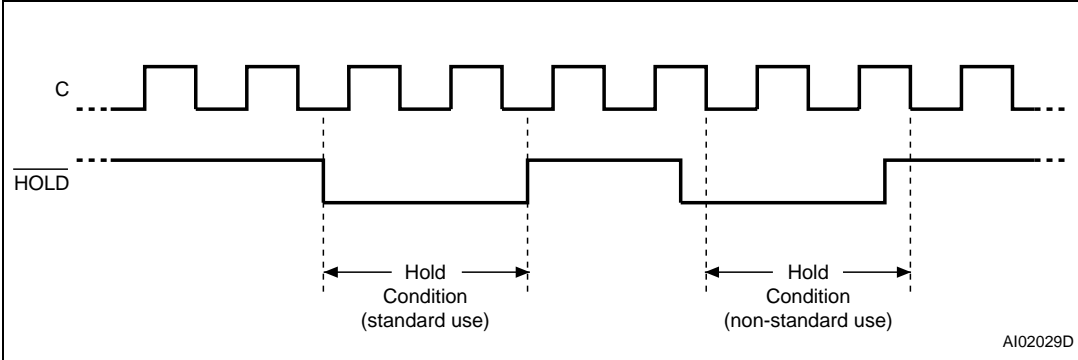 C
HOLD
Hold
Condition
(standard use)
Hold
Condition
(non-standard use)
AI02029D